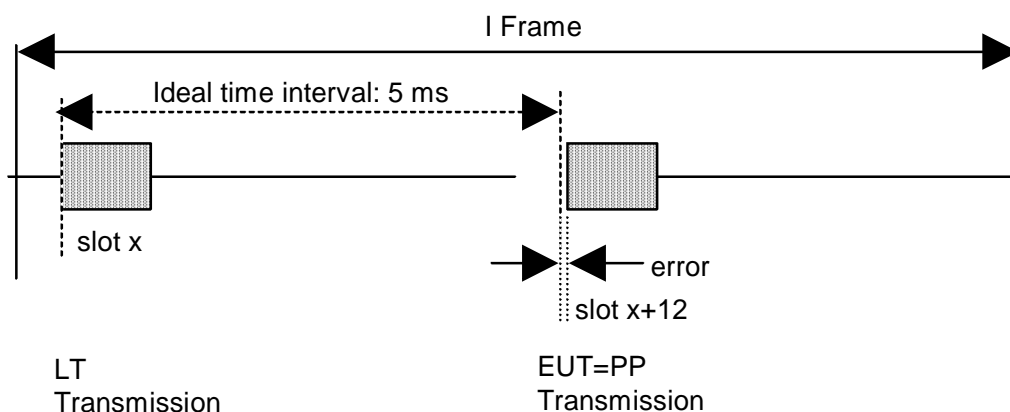 I Frame
Ideal time interval: 5 ms
slot x
error
slot x+12
LT
Transmission
EUT=PP
Transmission